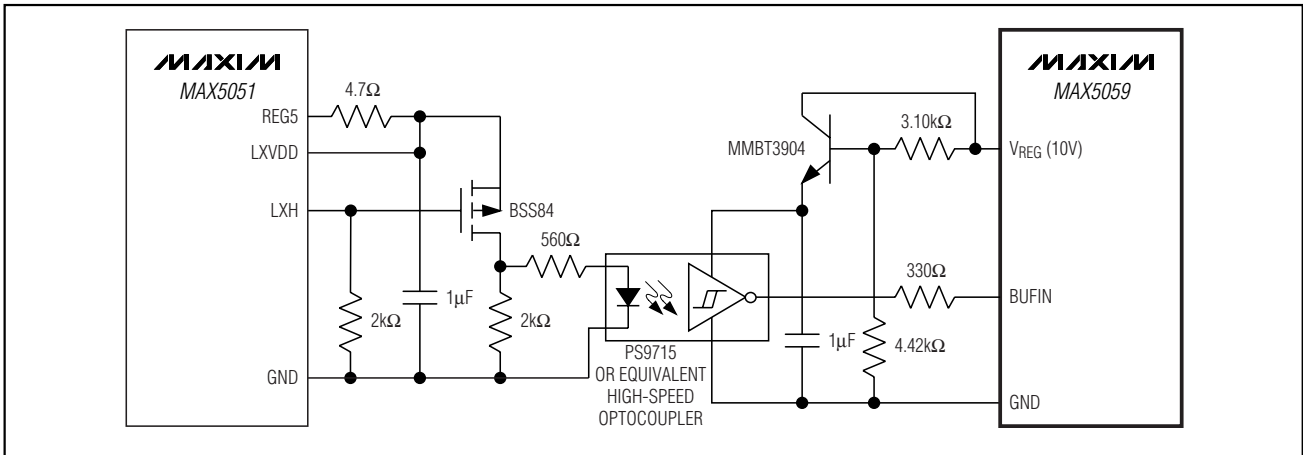 MAXIM
MAX5051
REG5
LXVDD
LXH
GND
4.7Ω
BSS84
560Ω
2kΩ
1µF
2kΩ
PS9715
OR EQUIVALENT
HIGH-SPEED
OPTOCOUPLER
MMBT3904
3.10kΩ
330Ω
1µF
4.42kΩ
MAXIM
MAX5059
VREG (10V)
BUFIN
GND